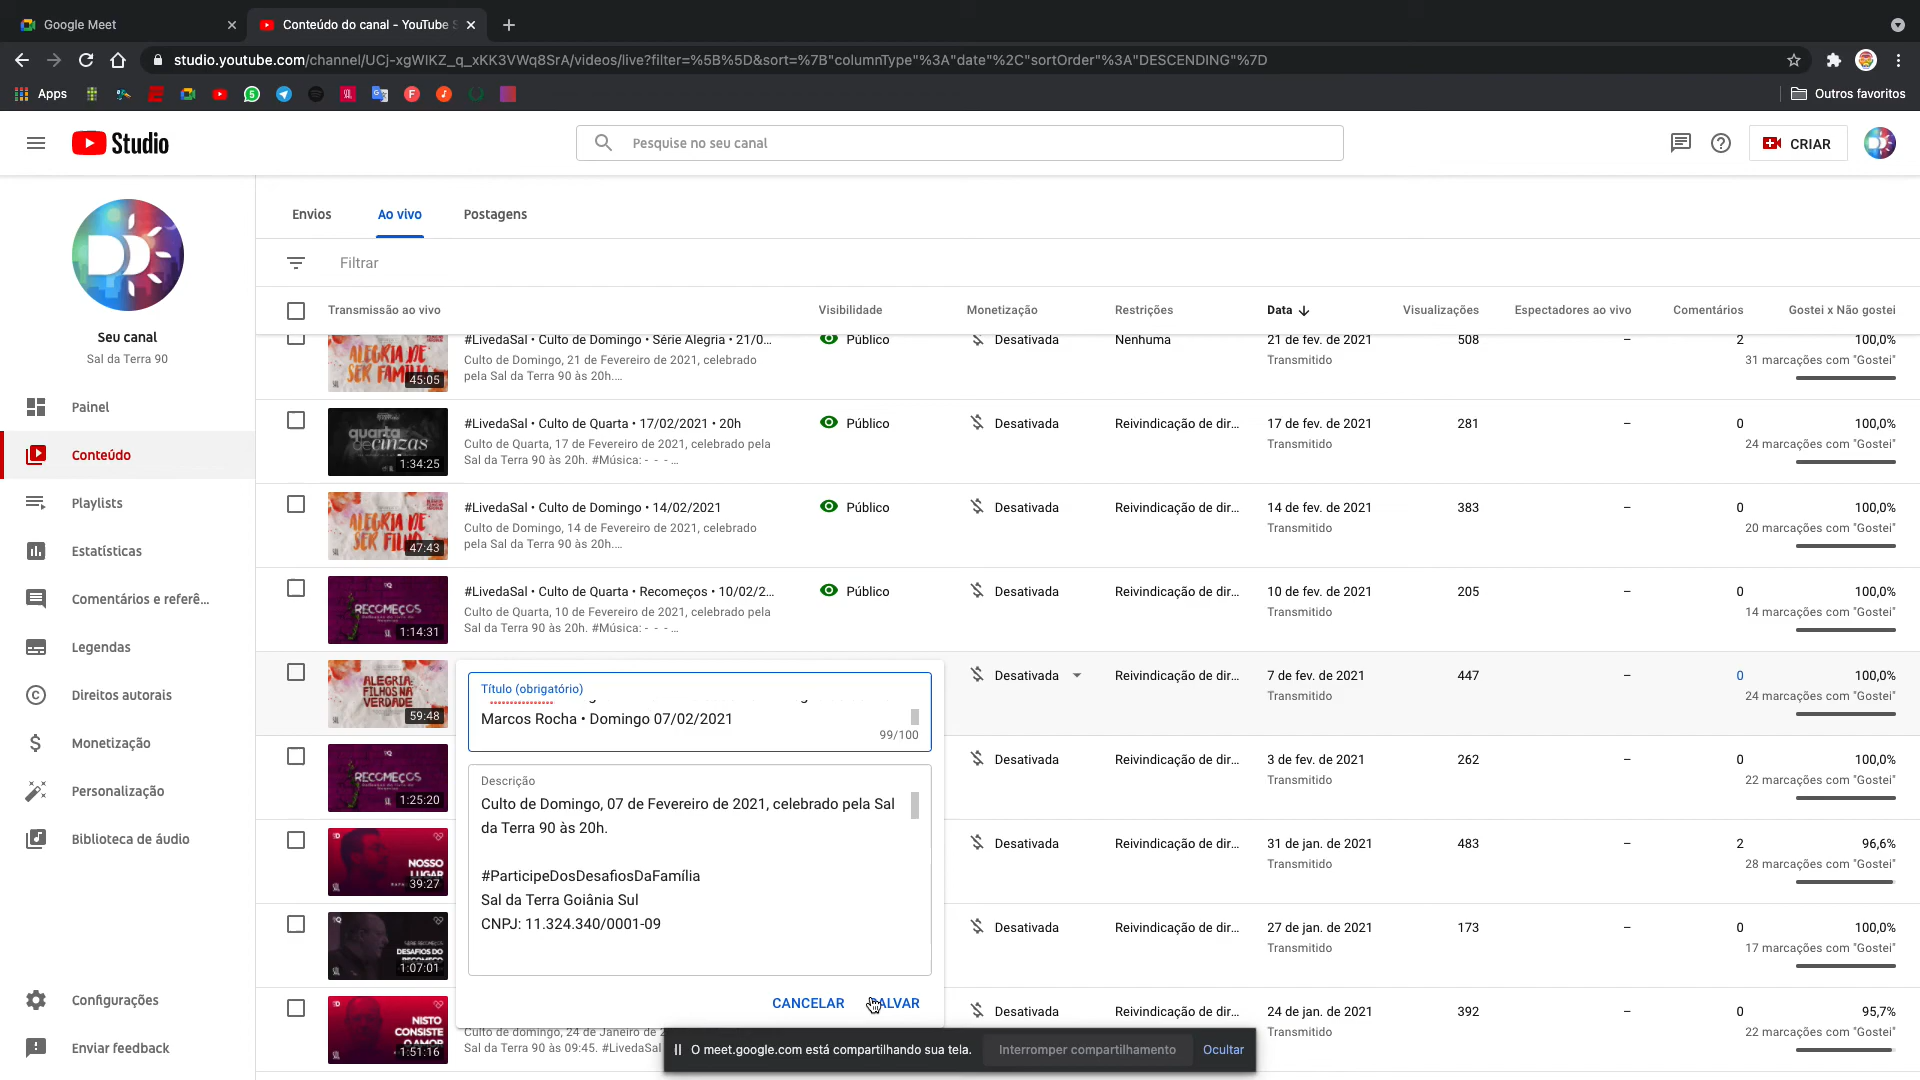 Google Meet
Conteúdo do canal - YouTube S
studio.youtube.com/channel/UCj-xgWIKZ_q_xKK3VWq8SrA/videos/live?filter=%5B%5D&sort=%7B"columnType"%3A"date"%2C"sortOrder"%3A"DESCENDING"%7D
Apps
Outros favoritos
Studio
Pesquise no seu canal
CRIAR
Seu canal
Sal da Terra 90
Painel
Conteúdo
Playlists
Estatísticas
Comentários e referê...
Legendas
Direitos autorais
Monetização
Personalização
Biblioteca de áudio
Configurações
Enviar feedback
Envios
Ao vivo
Postagens
Filtrar
Transmissão ao vivo
Visibilidade
Monetização
Restrições
Data
Visualizações
Espectadores ao vivo
Comentários
Gostei x Não gostei
ALEGRIA DE
SER FAMÍLIA
45:05
#LivedaSal • Culto de Domingo • Série Alegria • 21/0...
Culto de Domingo, 21 de Fevereiro de 2021, celebrado
pela Sal da Terra 90 às 20h....
Público
Desativada
Nenhuma
21 de fev. de 2021
Transmitido
508
–
2
100,0%
31 marcações com "Gostei"
quarta
de cinzas
1:34:25
#LivedaSal • Culto de Quarta • 17/02/2021 • 20h
Culto de Quarta, 17 de Fevereiro de 2021, celebrado pela
Sal da Terra 90 às 20h. #Música: - - - ...
Público
Desativada
Reivindicação de dir...
17 de fev. de 2021
Transmitido
281
–
0
100,0%
24 marcações com "Gostei"
ALEGRIA DE
SER FILHO
47:43
#LivedaSal • Culto de Domingo • 14/02/2021
Culto de Domingo, 14 de Fevereiro de 2021, celebrado
pela Sal da Terra 90 às 20h....
Público
Desativada
Reivindicação de dir...
14 de fev. de 2021
Transmitido
383
–
0
100,0%
20 marcações com "Gostei"
RECOMEÇOS
1:14:31
#LivedaSal • Culto de Quarta • Recomeços • 10/02/2...
Culto de Quarta, 10 de Fevereiro de 2021, celebrado pela
Sal da Terra 90 às 20h. #Música: - - - ...
Público
Desativada
Reivindicação de dir...
10 de fev. de 2021
Transmitido
205
–
0
100,0%
14 marcações com "Gostei"
ALEGRIA:
FILHOS NA
VERDADE
59:48
Título (obrigatório)
Marcos Rocha • Domingo 07/02/2021
99/100
Descrição
Culto de Domingo, 07 de Fevereiro de 2021, celebrado pela Sal
da Terra 90 às 20h.
#ParticipeDosDesafiosDaFamília
Sal da Terra Goiânia Sul
CNPJ: 11.324.340/0001-09
CANCELAR
SALVAR
Desativada
Reivindicação de dir...
7 de fev. de 2021
Transmitido
447
–
0
100,0%
24 marcações com "Gostei"
RECOMEÇOS
1:25:20
Desativada
Reivindicação de dir...
3 de fev. de 2021
Transmitido
262
–
0
100,0%
22 marcações com "Gostei"
NOSSO
LUGAR
39:27
Desativada
Reivindicação de dir...
31 de jan. de 2021
Transmitido
483
–
2
96,6%
28 marcações com "Gostei"
DESAFIOS DO
RECOMEÇO
1:07:01
Desativada
Reivindicação de dir...
27 de jan. de 2021
Transmitido
173
–
0
100,0%
17 marcações com "Gostei"
NISTO
CONSISTE
O AMOR
1:51:16
Culto de domingo, 24 de Janeiro de 2
Sal da Terra 90 às 09:45. #LivedaSal
Desativada
Reivindicação de dir...
24 de jan. de 2021
Transmitido
392
–
0
95,7%
22 marcações com "Gostei"
O meet.google.com está compartilhando sua tela.
Interromper compartilhamento
Ocultar